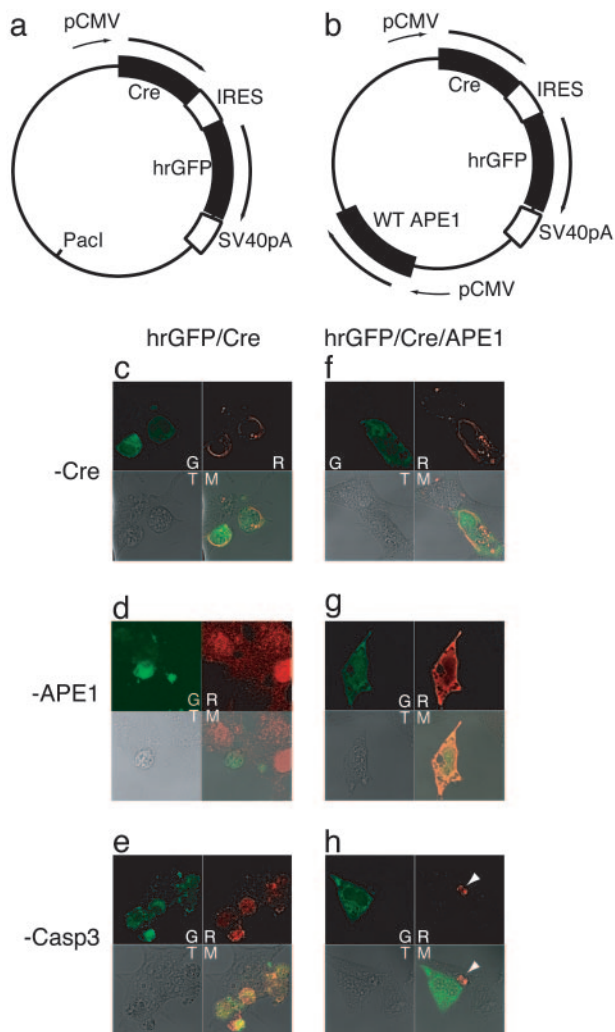 a
pCMV
Cre
IRES
hrGFP
SV40pA
PacI
b
pCMV
Cre
IRES
hrGFP
SV40pA
WT APE1
pCMV
hrGFP/Cre
hrGFP/Cre/APE1
c
f
-Cre
G R
T M
G R
T M
d
g
-APE1
G R
T M
G R
T M
e
h
-Casp3
G R
T M
G R
T M